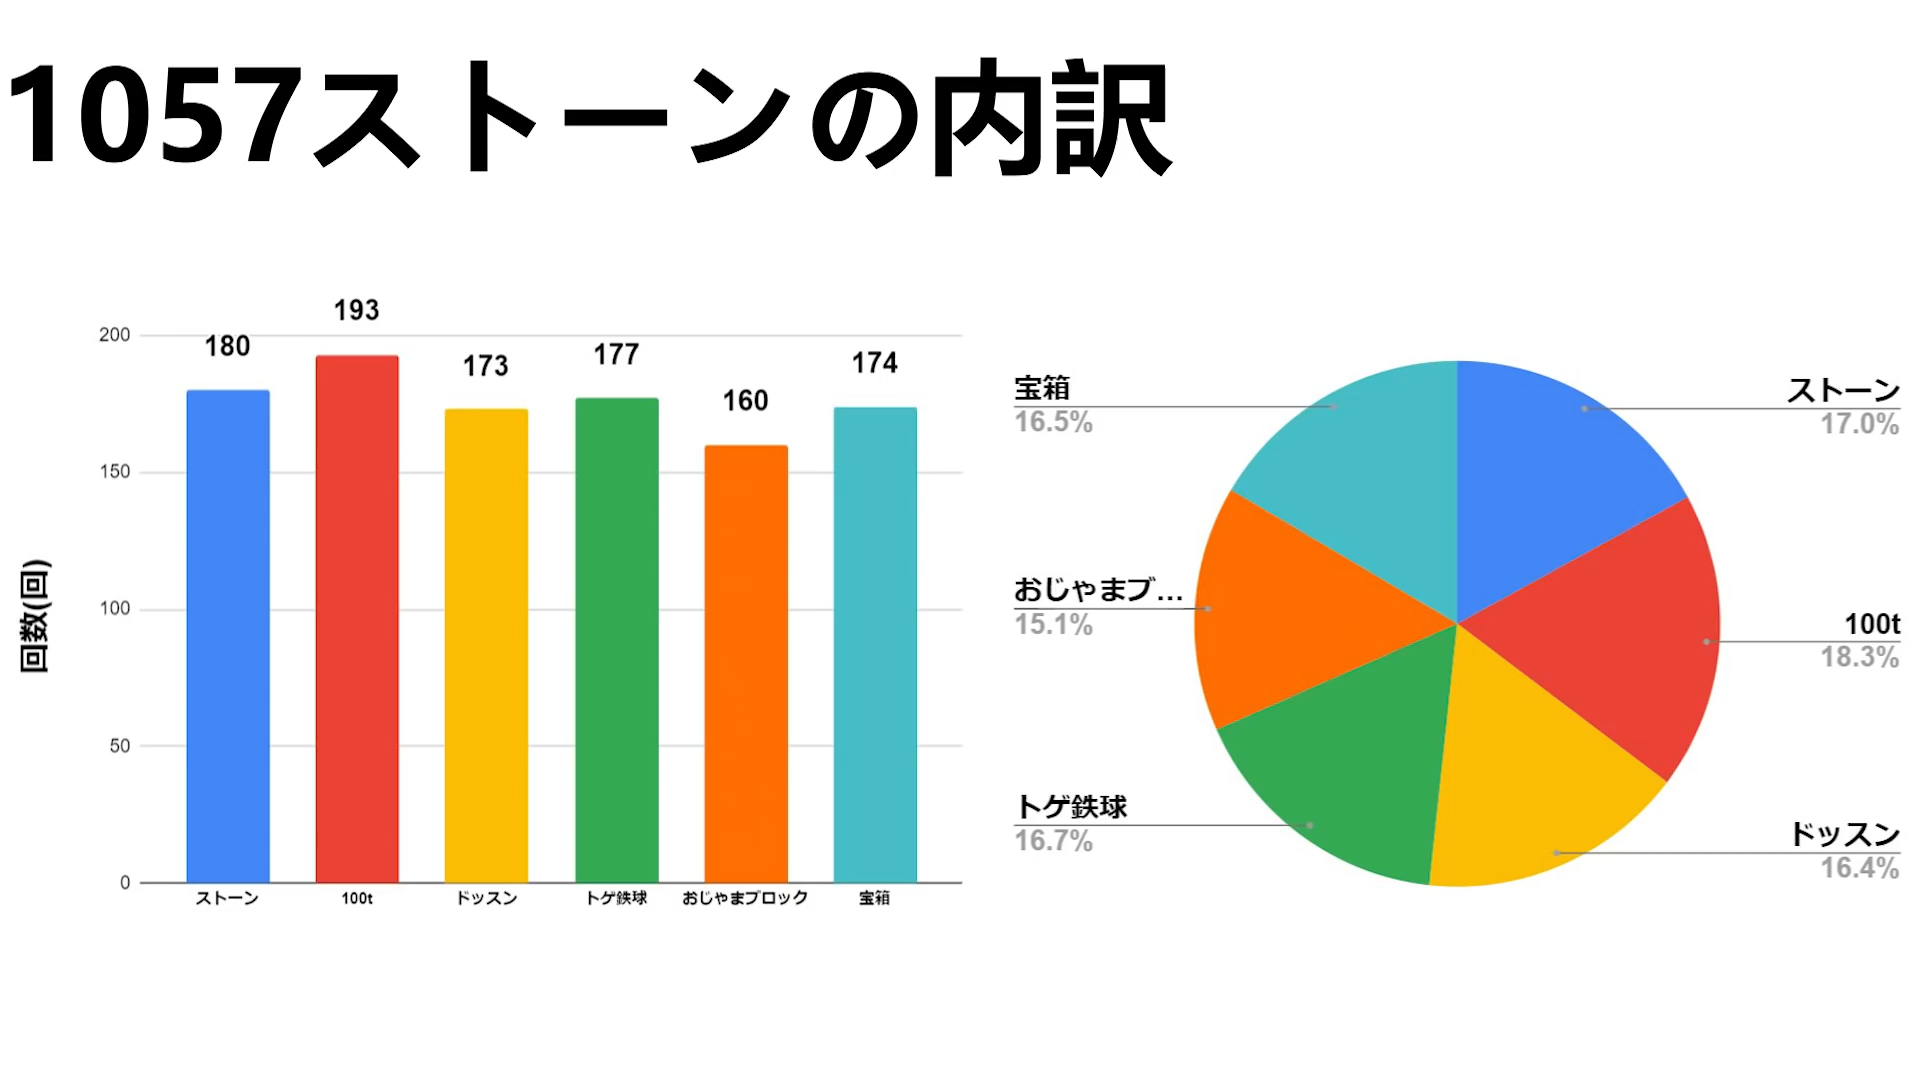 1057ストーンの内訳
回数(回)
200
150
100
50
0
180
193
173
177
160
174
ストーン
100t
ドッスン
トゲ鉄球
おじゃまブロック
宝箱
宝箱
16.5%
おじゃまブ...
15.1%
トゲ鉄球
16.7%
ストーン
17.0%
100t
18.3%
ドッスン
16.4%